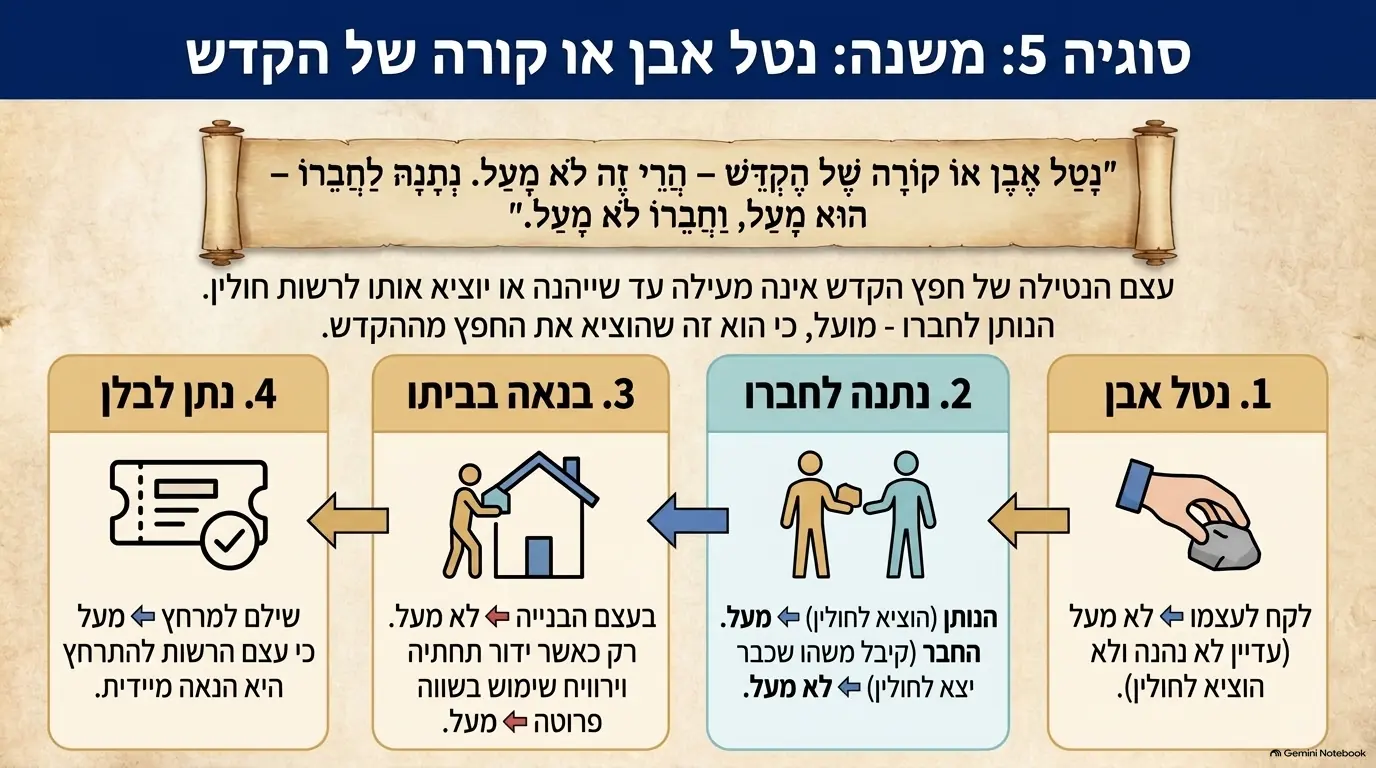 סוגיה 5: משנה: נטל אבן או קורה של הקדש
"נָטַל אֶבֶן אוֹ קוֹרָה שֶׁל הֶקְדֵּשׁ – הֲרֵי זֶה לֹא מָעַל. נְתָנָהּ לַחֲבֵרוֹ –
הוּא מָעַל, וַחֲבֵרוֹ לֹא מָעַל."
עצם הנטילה של חפץ הקדש אינה מעילה עד שייהנה או יוציא אותו לרשות חולין.
הנותן לחברו - מועל, כי הוא זה שהוציא את החפץ מההקדש.
1. נטל אבן
לקח לעצמו ← לא מעל
(עדיין לא נהנה ולא
הוציא לחולין).
2. נתנה לחברו
הנותן (הוציא לחולין) ← מעל.
החבר (קיבל משהו שכבר
יצא לחולין) ← לא מעל.
3. בנאה בביתו
בעצם הבנייה ← לא מעל.
רק כאשר ידור תחתיה
וירוויח שימוש בשווה
פרוטה ← מעל.
4. נתן לבלן
שילם למרחץ ← מעל
כי עצם הרשות להתרחץ
היא הנאה מיידית.
Gemini Notebook